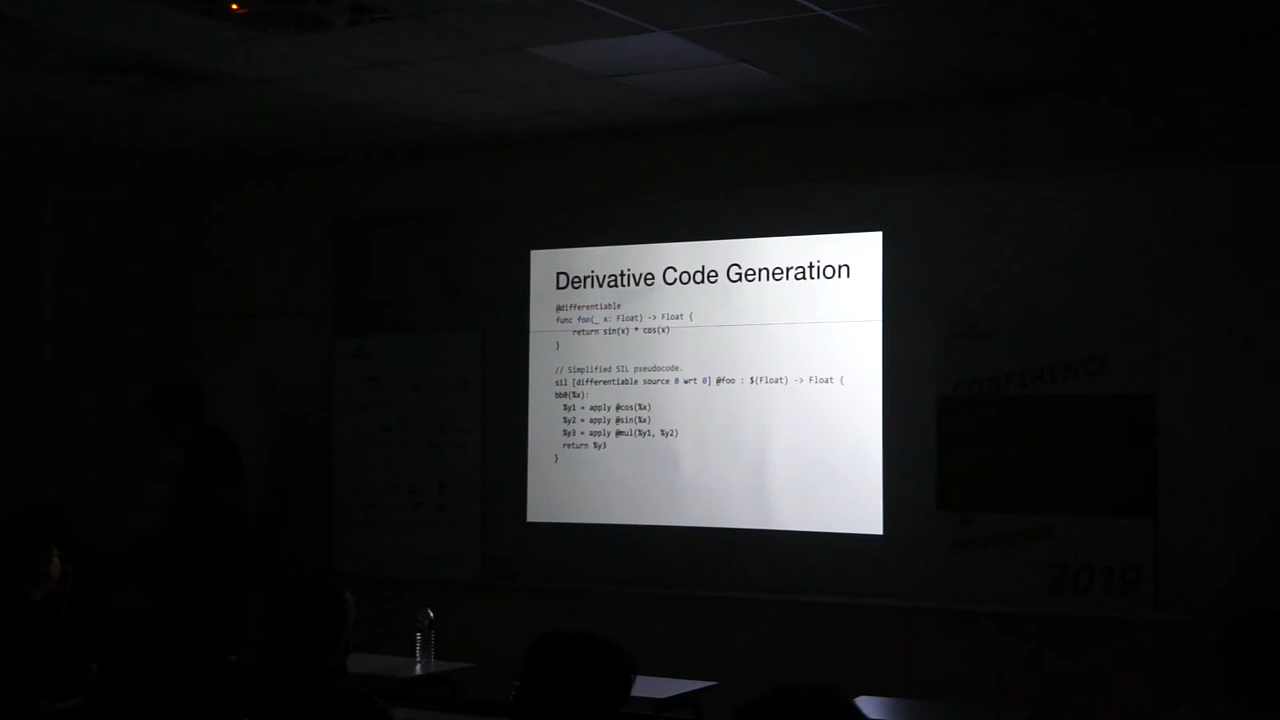 Derivative Code Generation
@differentiable
func foo(_ x: Float) -> Float {
return sin(x) * cos(x)
}
// Simplified SIL pseudocode.
sil [differentiable source 0 wrt 0] @foo : $(Float) -> Float {
bb0(%x):
%y1 = apply @cos(%x)
%y2 = apply @sin(%x)
%y3 = apply @mul(%y1, %y2)
return %y3
}
CONFERENCE
2019